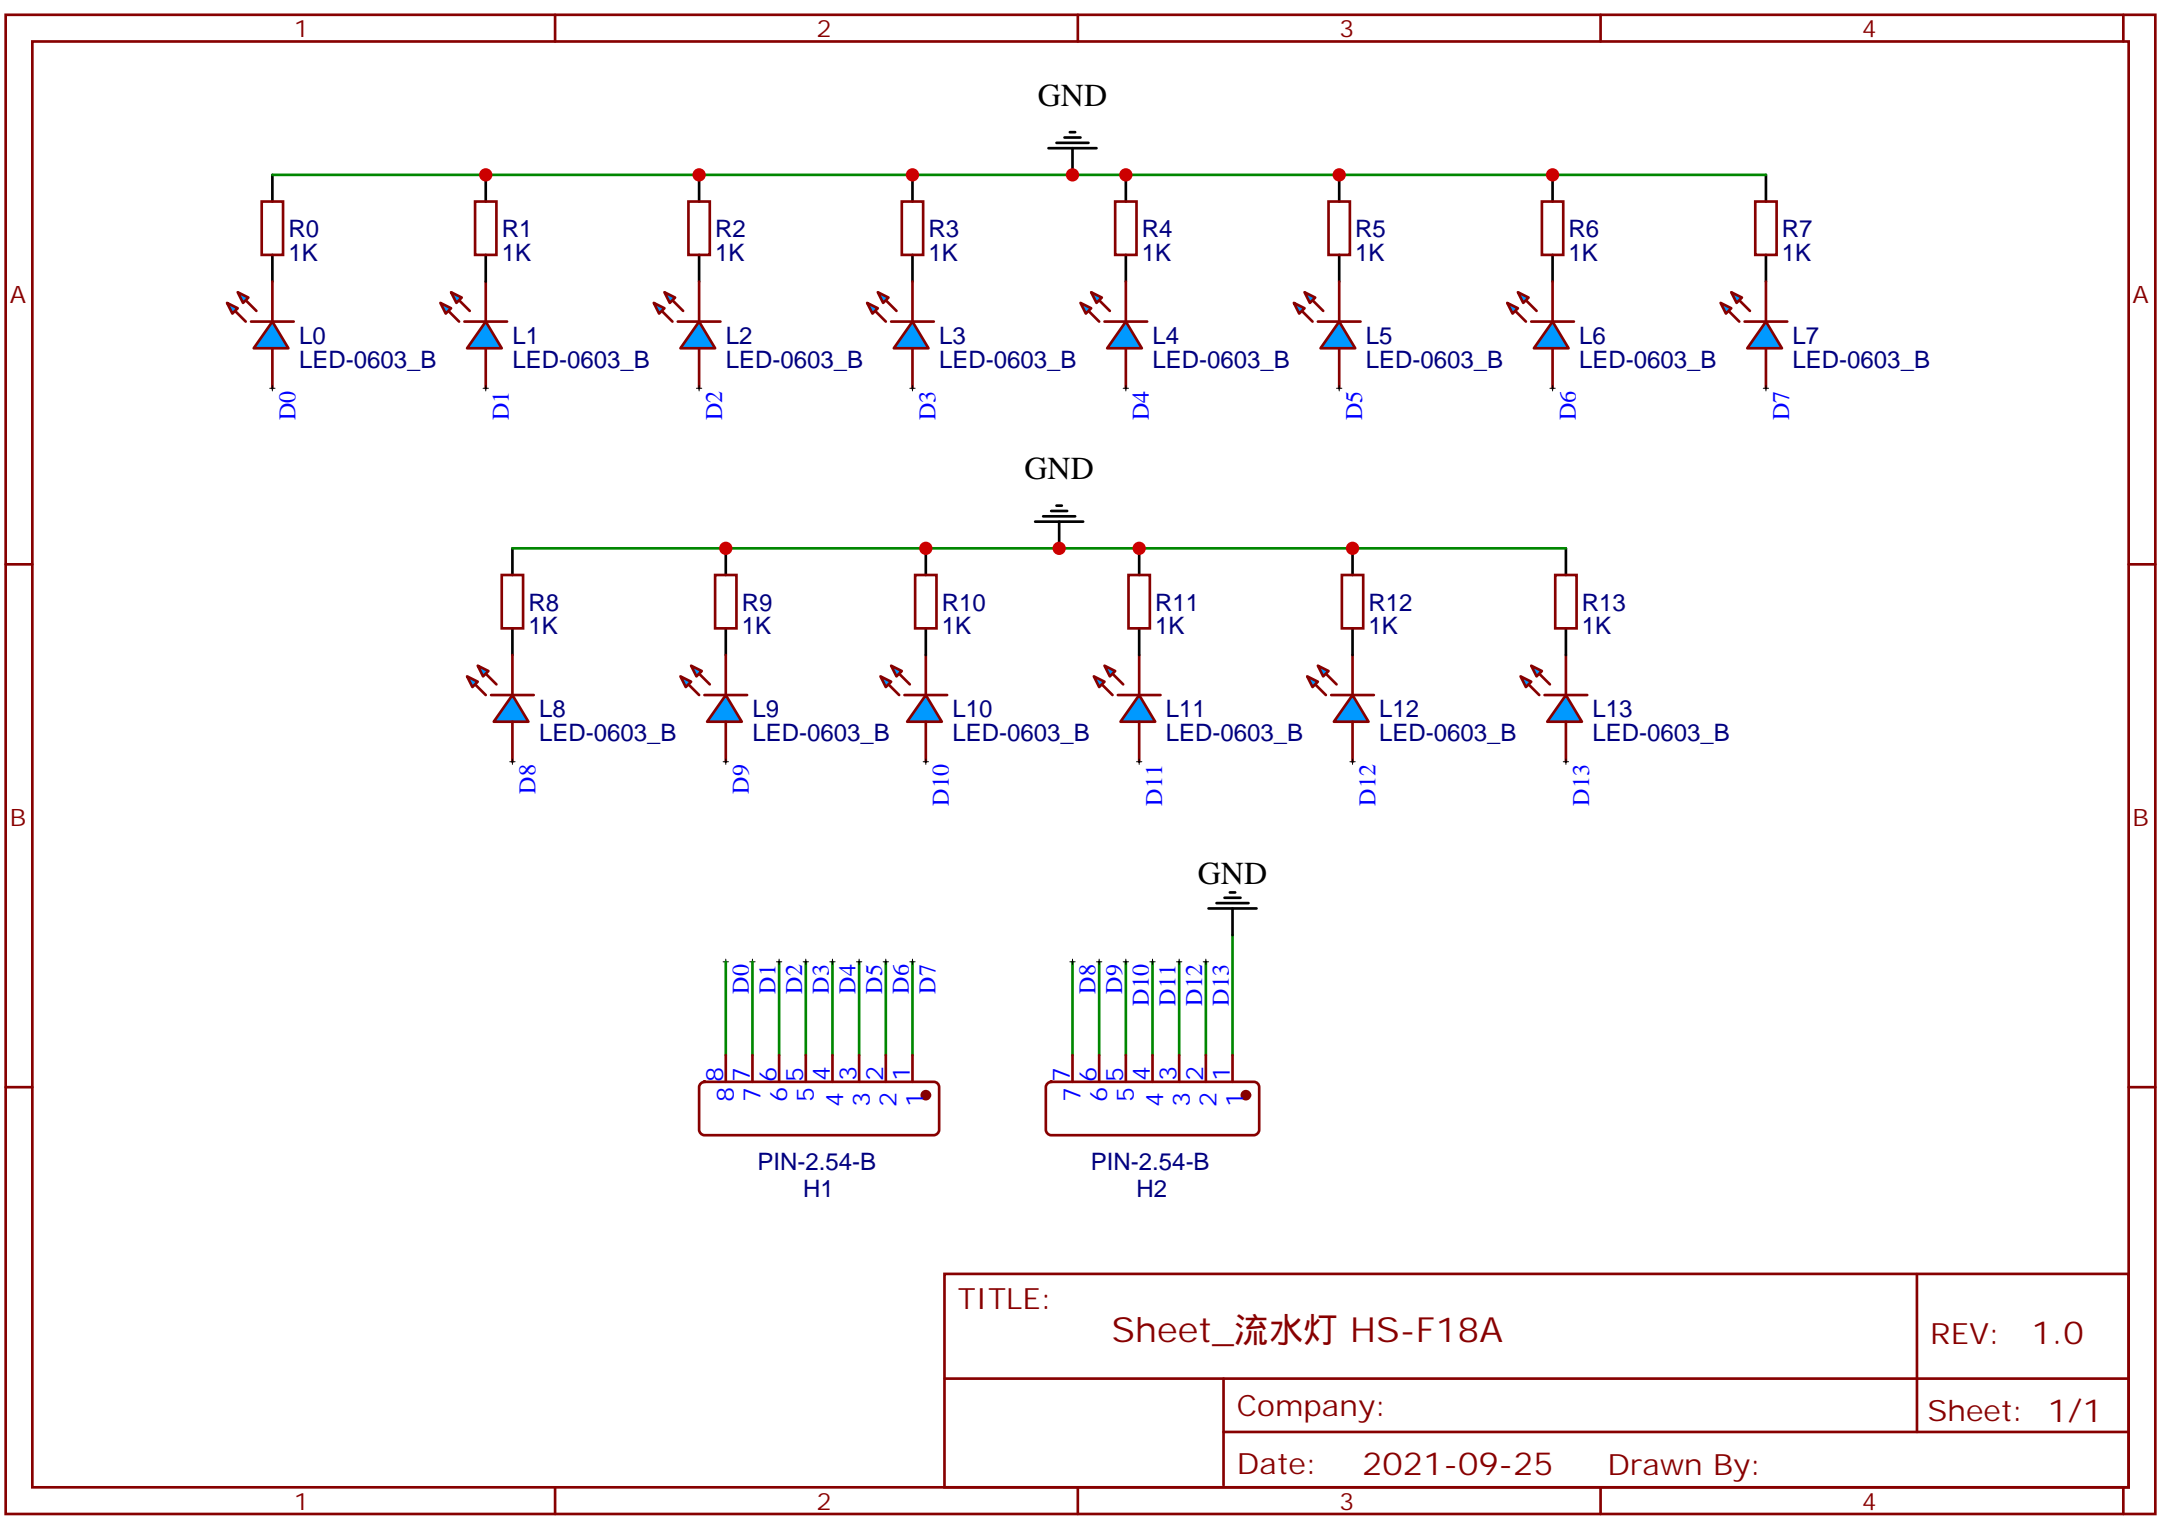 1 2 3 4
GND
R0 R1 R2 R3 R4 R5 R6 R7
1K 1K 1K 1K 1K 1K 1K 1K
A A
L0 L1 L2 L3 L4 L5 L6 L7
LED-0603_B LED-0603_B LED-0603_B LED-0603_B LED-0603_B LED-0603_B LED-0603_B LED-0603_B
D0 D1 D2 D3 D4 D5 D6 D7
GND
R8 R9 R10 R11 R12 R13
1K 1K 1K 1K 1K 1K
L8 L9 L10 L11 L12 L13
LED-0603_B LED-0603_B LED-0603_B LED-0603_B LED-0603_B LED-0603_B
D8 D9 D10 D11 D12 D13
B B
GND
D0 D1 D2 D3 D4 D5 D6 D7 D8 D9 D10 D11 D12 D13
8 7 6 5 4 3 2 1 7 6 5 4 3 2 1
8 7 6 5 4 3 2 1 7 6 5 4 3 2 1
PIN-2.54-B PIN-2.54-B
H1 H2
TITLE:
Sheet_流水灯 HS-F18A
REV: 1.0
Company:
Sheet: 1/1
Date: 2021-09-25 Drawn By:
1 2 3 4